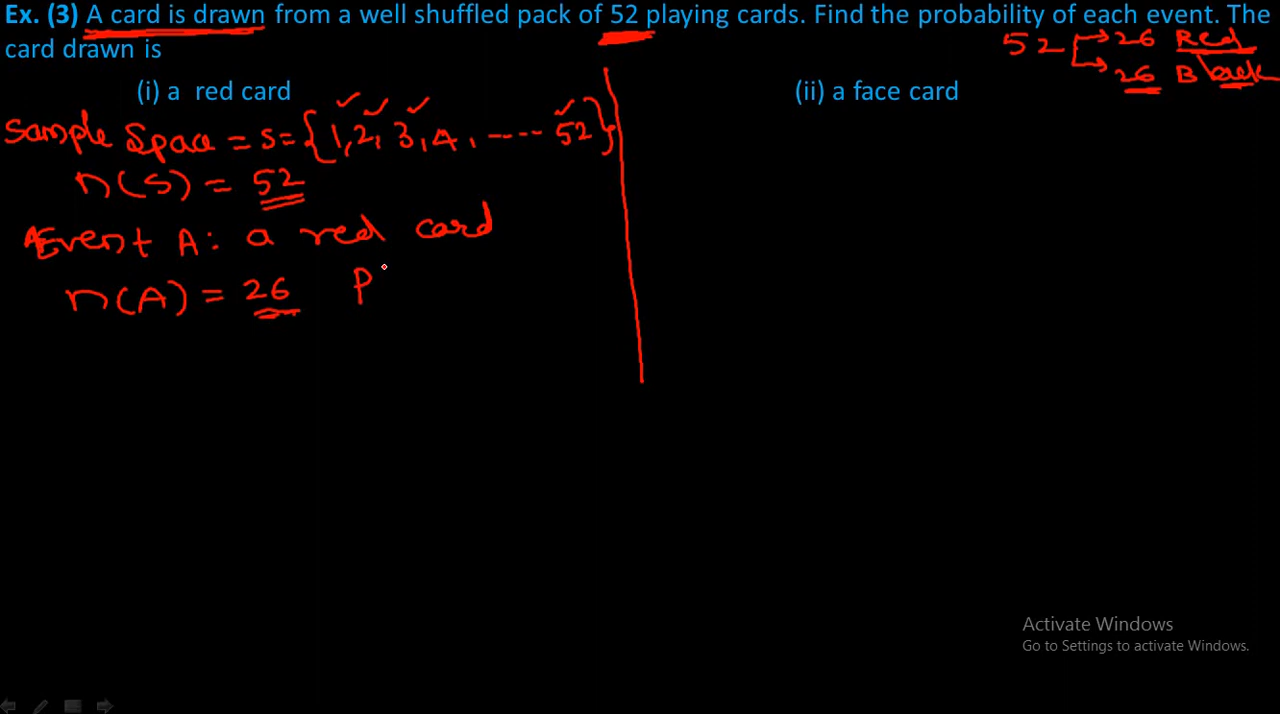 Ex. (3) A card is drawn from a well shuffled pack of 52 playing cards. Find the probability of each event. The
card drawn is
52 26 Red
26 Black
(i) a red card
(ii) a face card
Sample Space = S = {1, 2, 3, 4, ---- 52}
n(S) = 52
Event A: a red card
n(A) = 26 P
Activate Windows
Go to Settings to activate Windows.